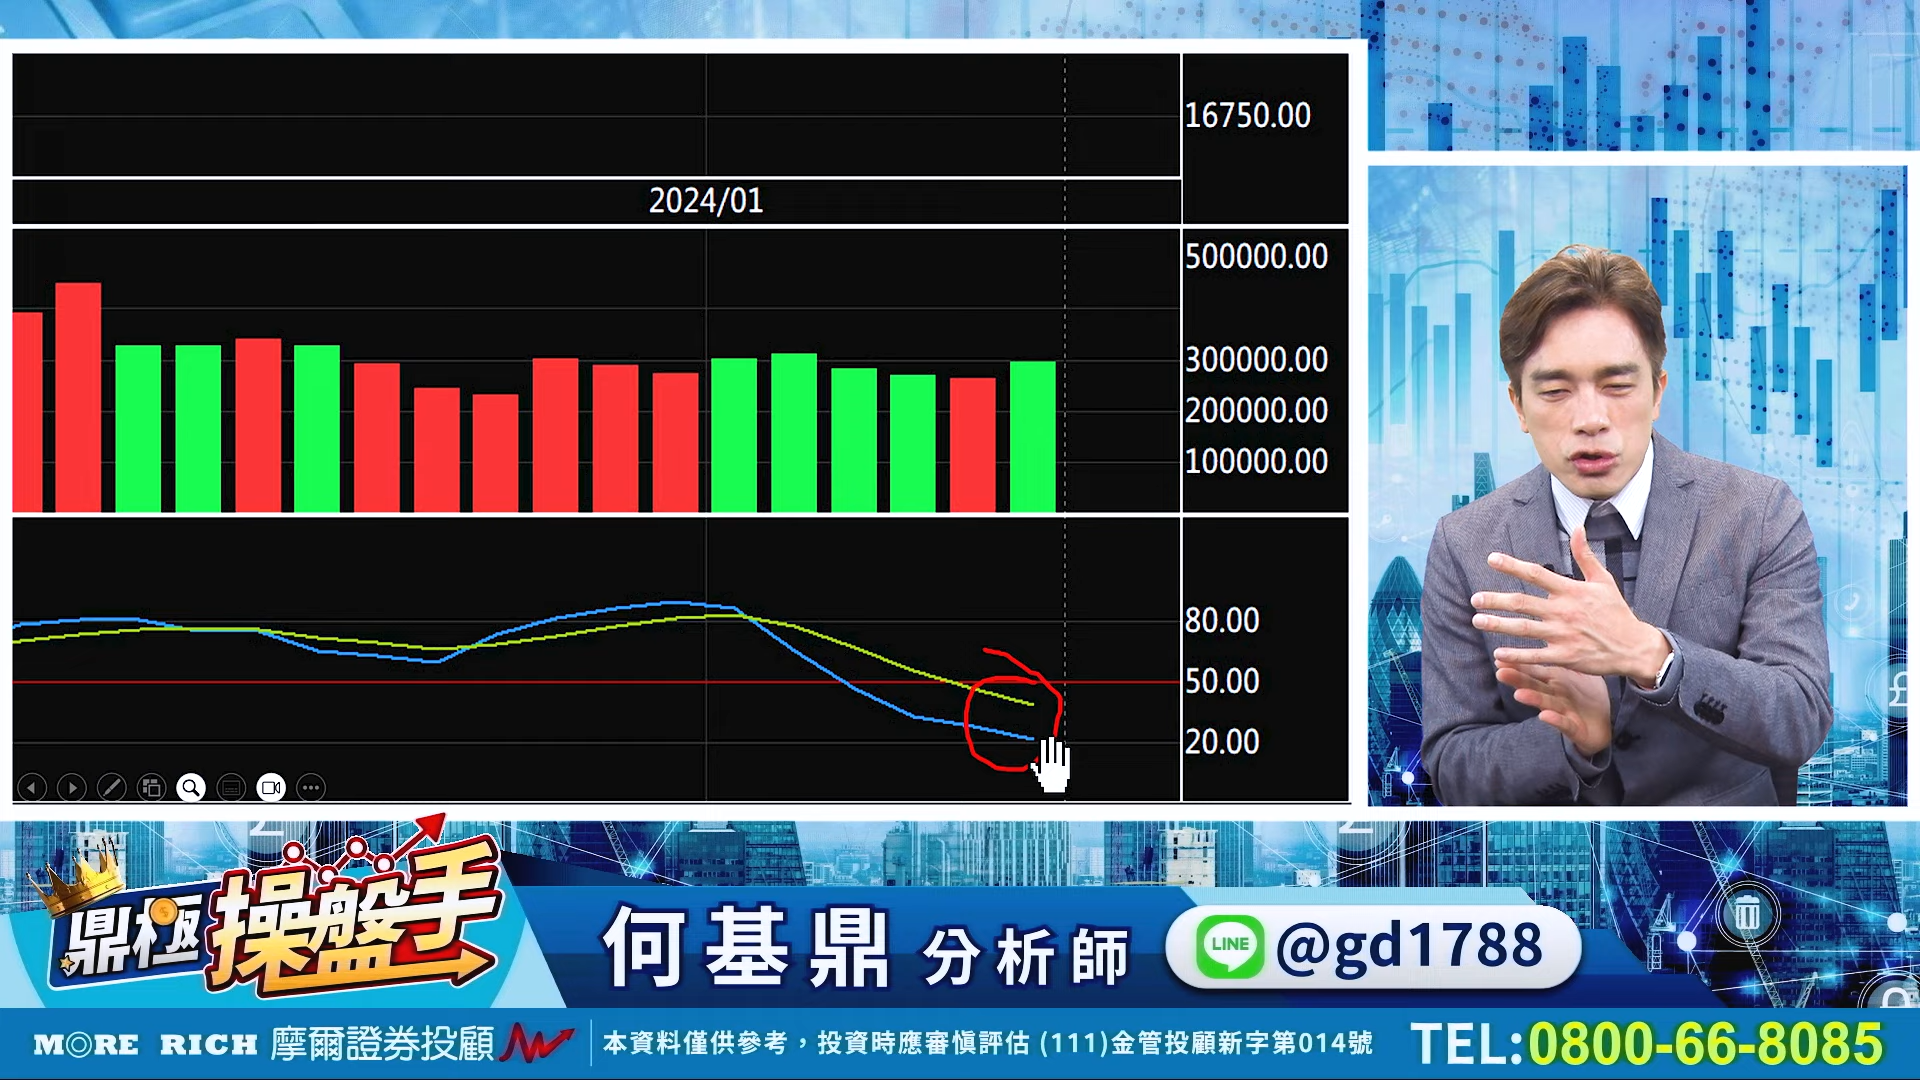 16750.00
2024/01
500000.00
300000.00
200000.00
100000.00
80.00
50.00
20.00
鼎極操盤手
何基鼎 分析師
LINE @gd1788
MORE RICH 摩爾證券投顧
本資料僅供參考，投資時應審慎評估 (111)金管投顧新字第014號
TEL:0800-66-8085